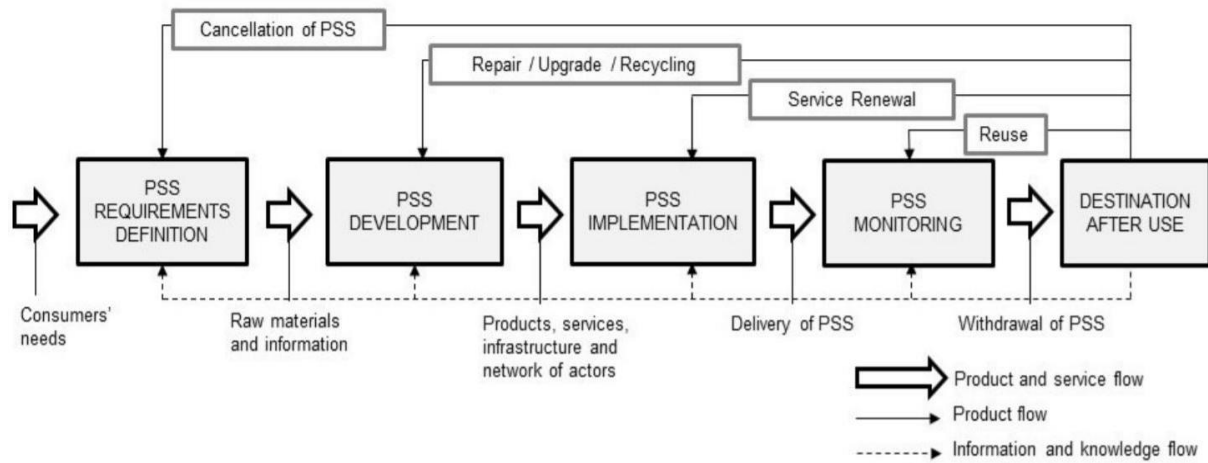 Cancellation of PSS
Repair / Upgrade / Recycling
Service Renewal
Reuse
PSS
REQUIREMENTS
DEFINITION
PSS
DEVELOPMENT
PSS
IMPLEMENTATION
PSS
MONITORING
DESTINATION
AFTER USE
Consumers'
needs
Raw materials
and information
Products, services,
infrastructure and
network of actors
Delivery of PSS
Withdrawal of PSS
Product and service flow
Product flow
Information and knowledge flow